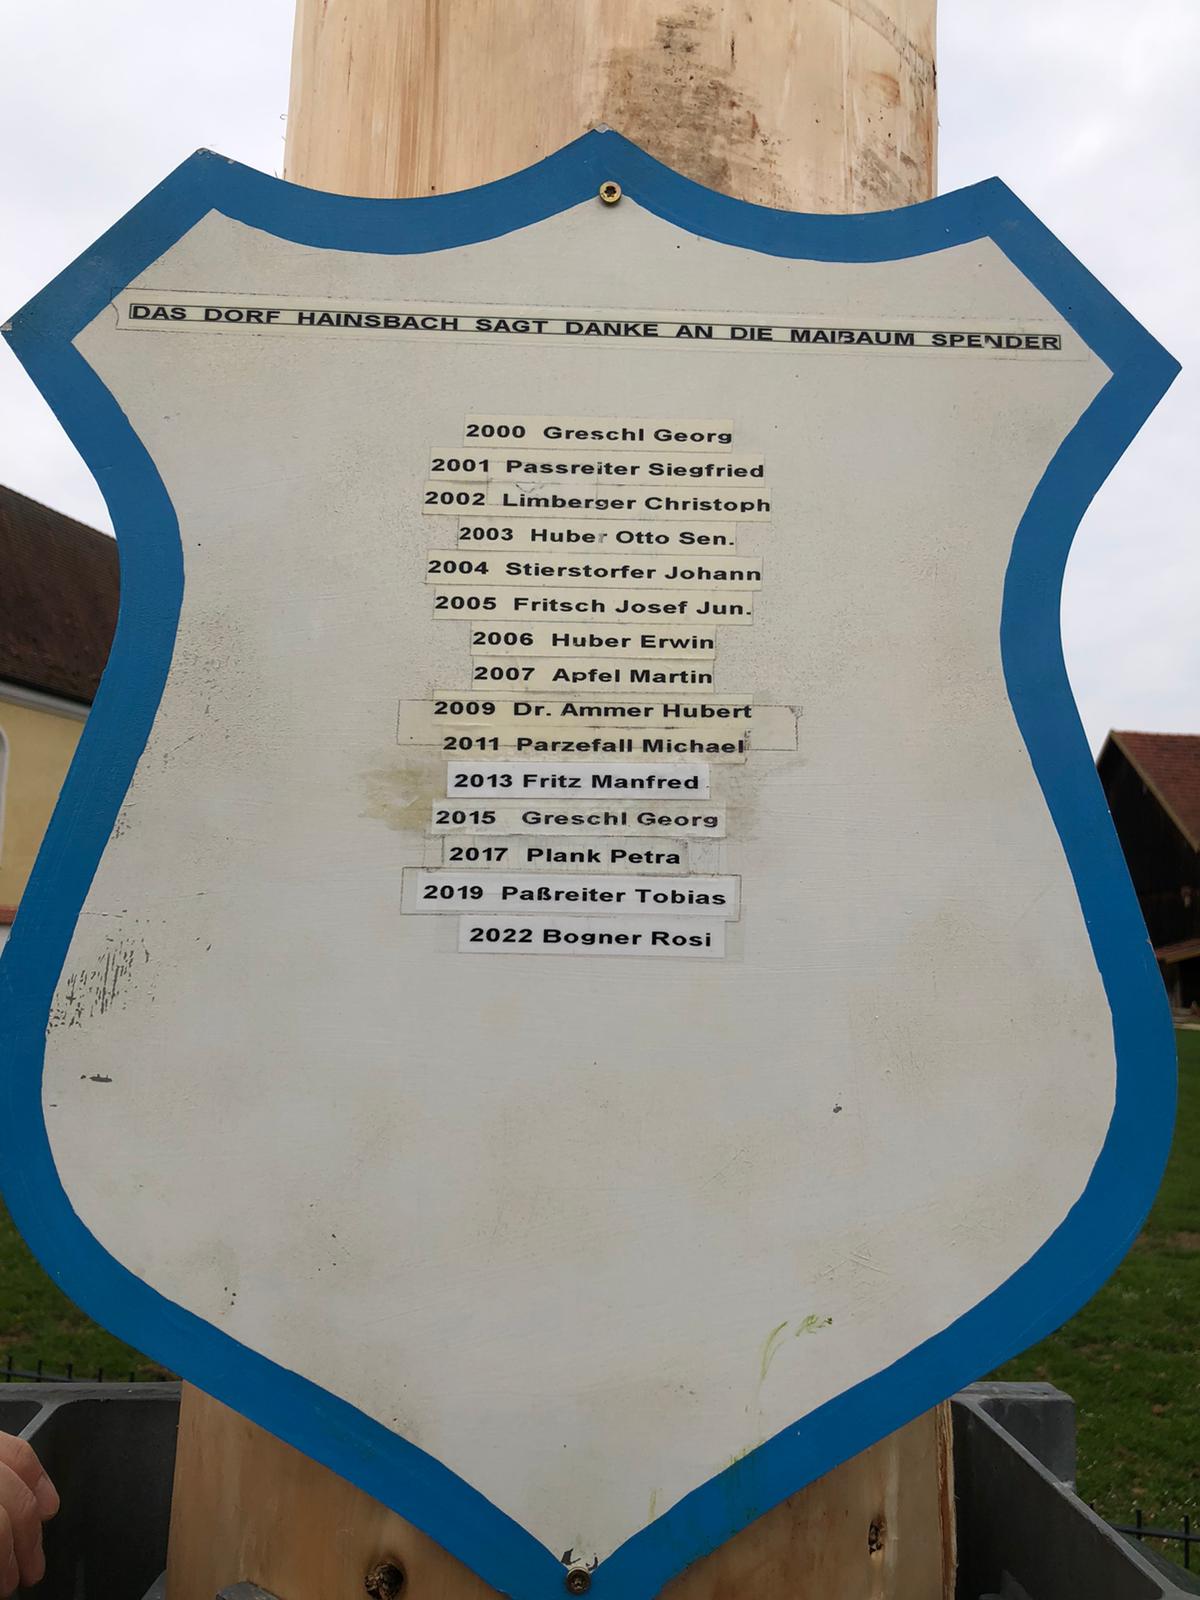 DAS DORF HAINSBACH SAGT DANKE AN DIE MAIBAUM SPENDER
2000 Greschl Georg
2001 Passreiter Siegfried
2002 Limberger Christoph
2003 Huber Otto Sen.
2004 Stierstorfer Johann
2005 Fritsch Josef Jun.
2006 Huber Erwin
2007 Apfel Martin
2009 Dr. Ammer Hubert
2011 Parzefall Michael
2013 Fritz Manfred
2015 Greschl Georg
2017 Plank Petra
2019 Paßreiter Tobias
2022 Bogner Rosi